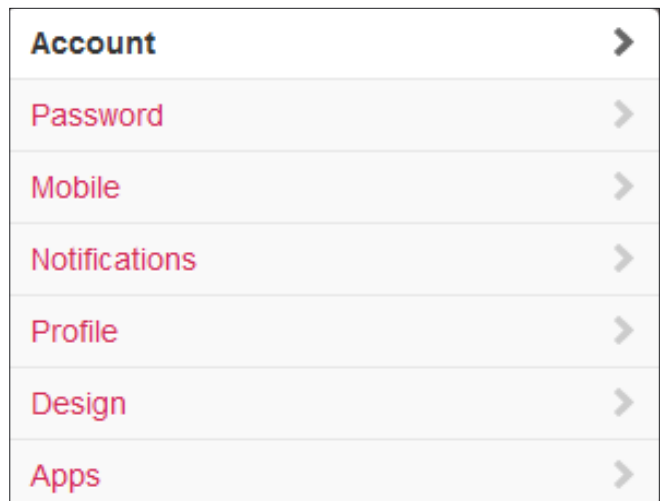 Account
Password
Mobile
Notifications
Profile
Design
Apps